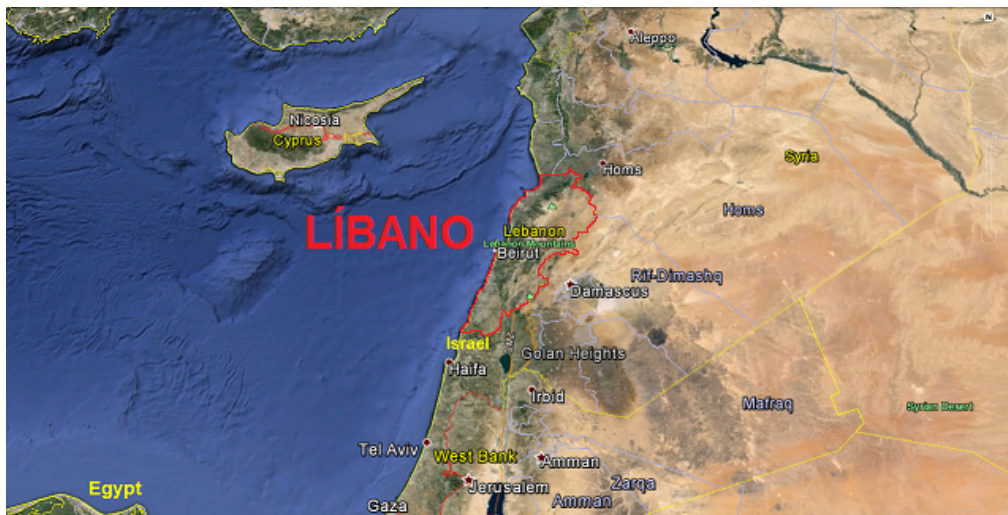 N
Aleppo
Nicosia
Cyprus
Syria
Homs
Homs
LÍBANO
Lebanon
Lebanon Mountains
Beirut
Rif-Dimashq
Damascus
Israel
Golan Heights
Haifa
Irbid
Mafraq
Syrian Desert
Tel Aviv
West Bank
Amman
Jerusalem
Zarqa
Egypt
Gaza
Amman